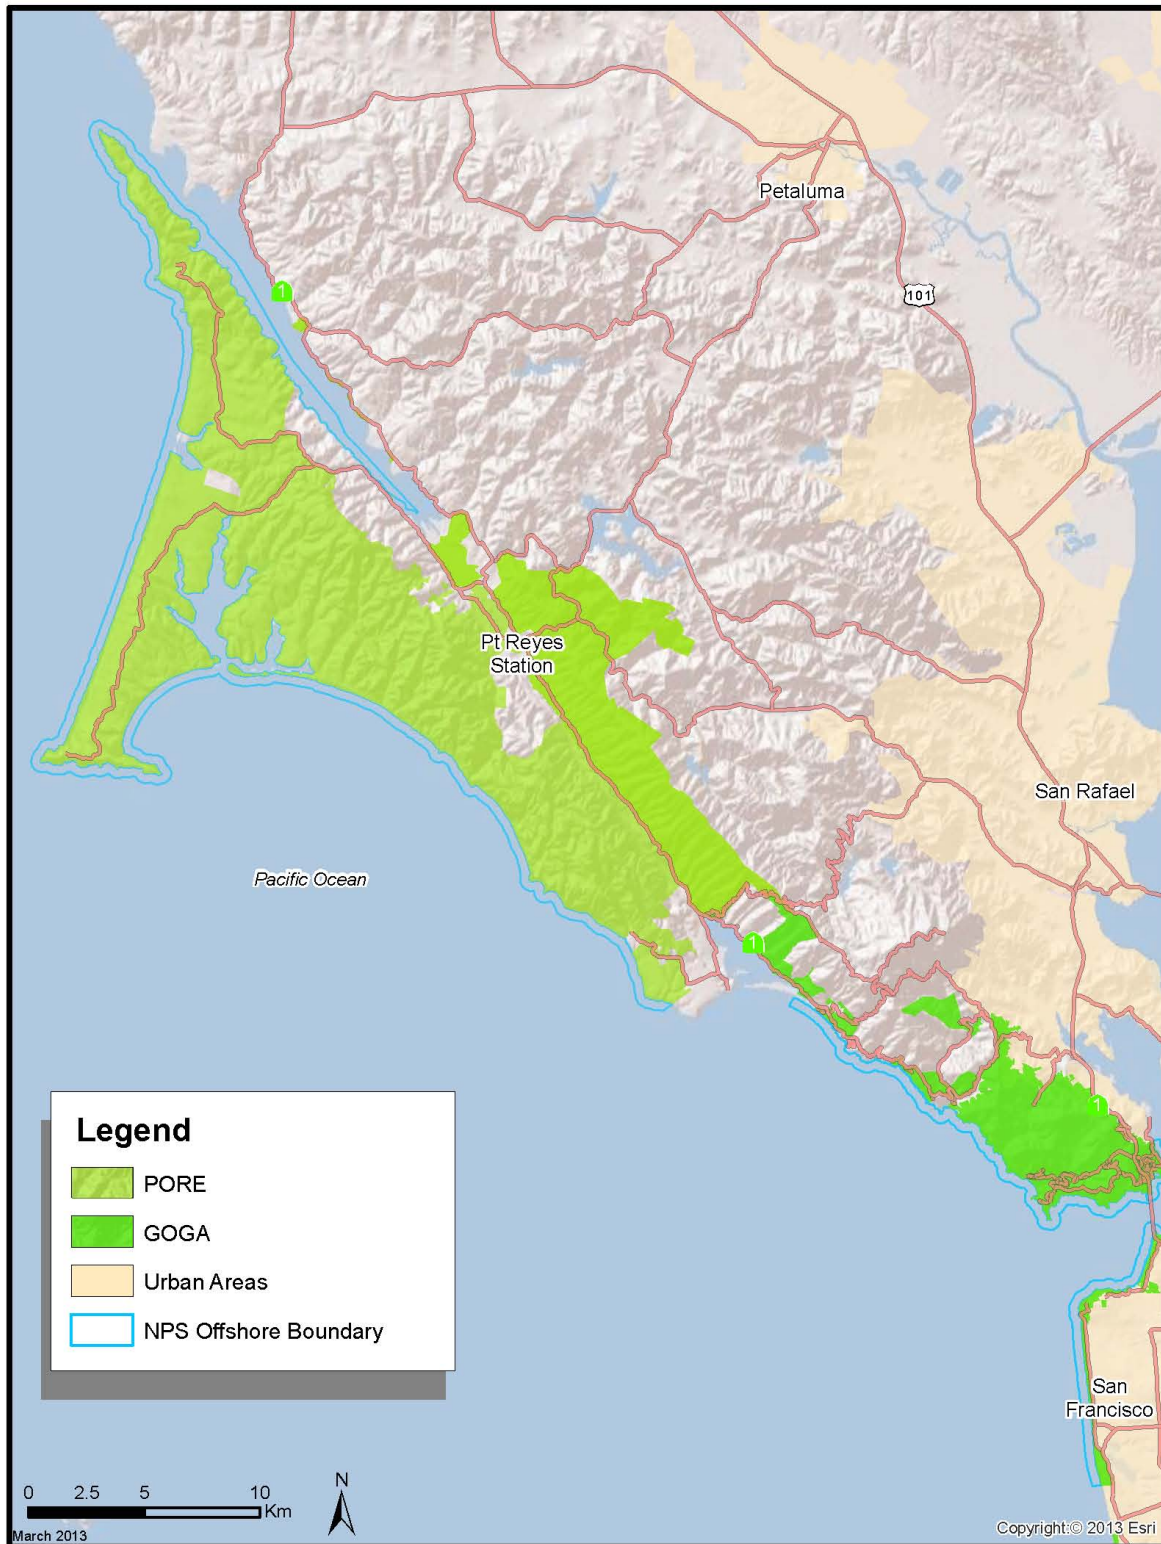 Petaluma
101
1
Pt Reyes
Station
San Rafael
Pacific Ocean
1
1
Legend
PORE
GOGA
Urban Areas
NPS Offshore Boundary
San
Francisco
N
0 2.5 5 10
Km
March 2013
Copyright:© 2013 Esri